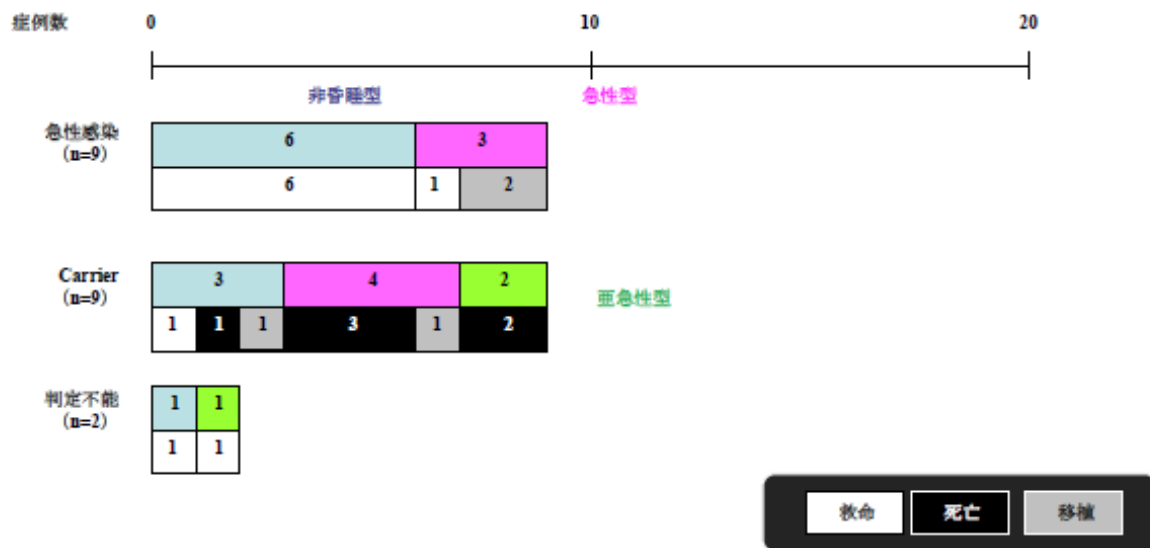 症例数 0 10 20
非昏睡型 急性型
急性感染
(n=9)
6 3
6 1 2
Carrier
(n=9)
3 4 2
亜急性型
1 1 1 3 1 2
判定不能
(n=2)
1 1
1 1
救命 死亡 移植